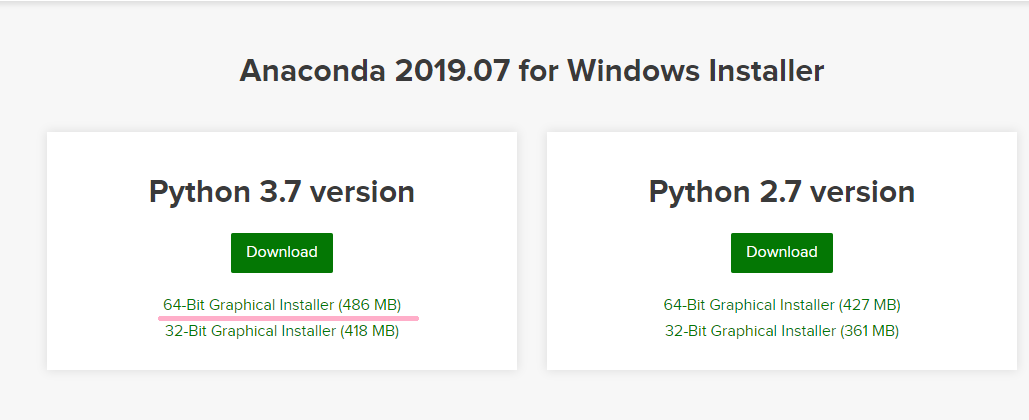 Anaconda 2019.07 for Windows Installer
Python 3.7 version
Download
64-Bit Graphical Installer (486 MB)
32-Bit Graphical Installer (418 MB)
Python 2.7 version
Download
64-Bit Graphical Installer (427 MB)
32-Bit Graphical Installer (361 MB)